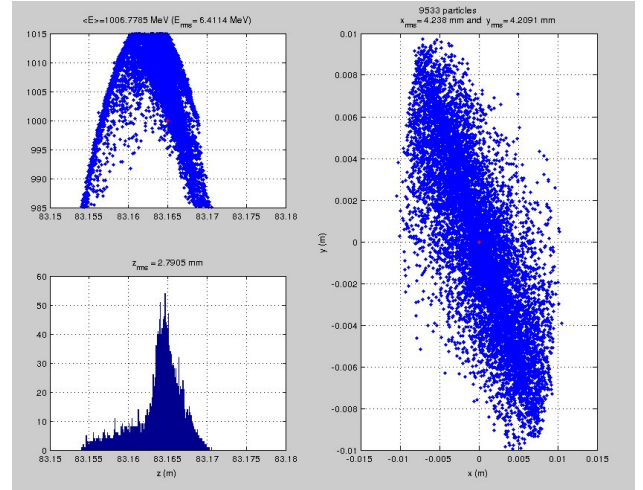 <E>=1006.7785 MeV (Erms=6.4114 MeV)
1015
1010
1005
1000
995
990
985
83.15 83.155 83.16 83.165 83.17 83.175 83.18
zrms=2.7905 mm
60
50
40
30
20
10
0
83.15 83.155 83.16 83.165 83.17 83.175 83.18
z (m)
9533 particles
xrms=4.238 mm and yrms=4.2091 mm
0.01
0.008
0.006
0.004
0.002
0
-0.002
-0.004
-0.006
-0.008
-0.01
y (m)
-0.015 -0.01 -0.005 0 0.005 0.01 0.015
x (m)